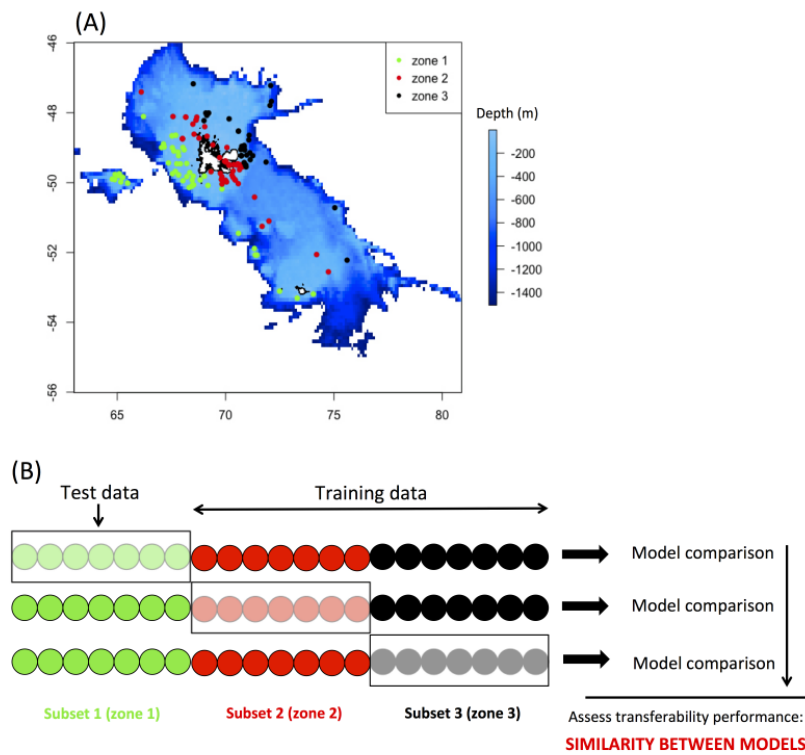 (A)
-46
-48
-50
-52
-54
-56
65
70
75
80
zone 1
zone 2
zone 3
Depth (m)
-200
-400
-600
-800
-1000
-1200
-1400
(B)
Test data
Training data
Model comparison
Model comparison
Model comparison
Subset 1 (zone 1)
Subset 2 (zone 2)
Subset 3 (zone 3)
Assess transferability performance:
SIMILARITY BETWEEN MODELS